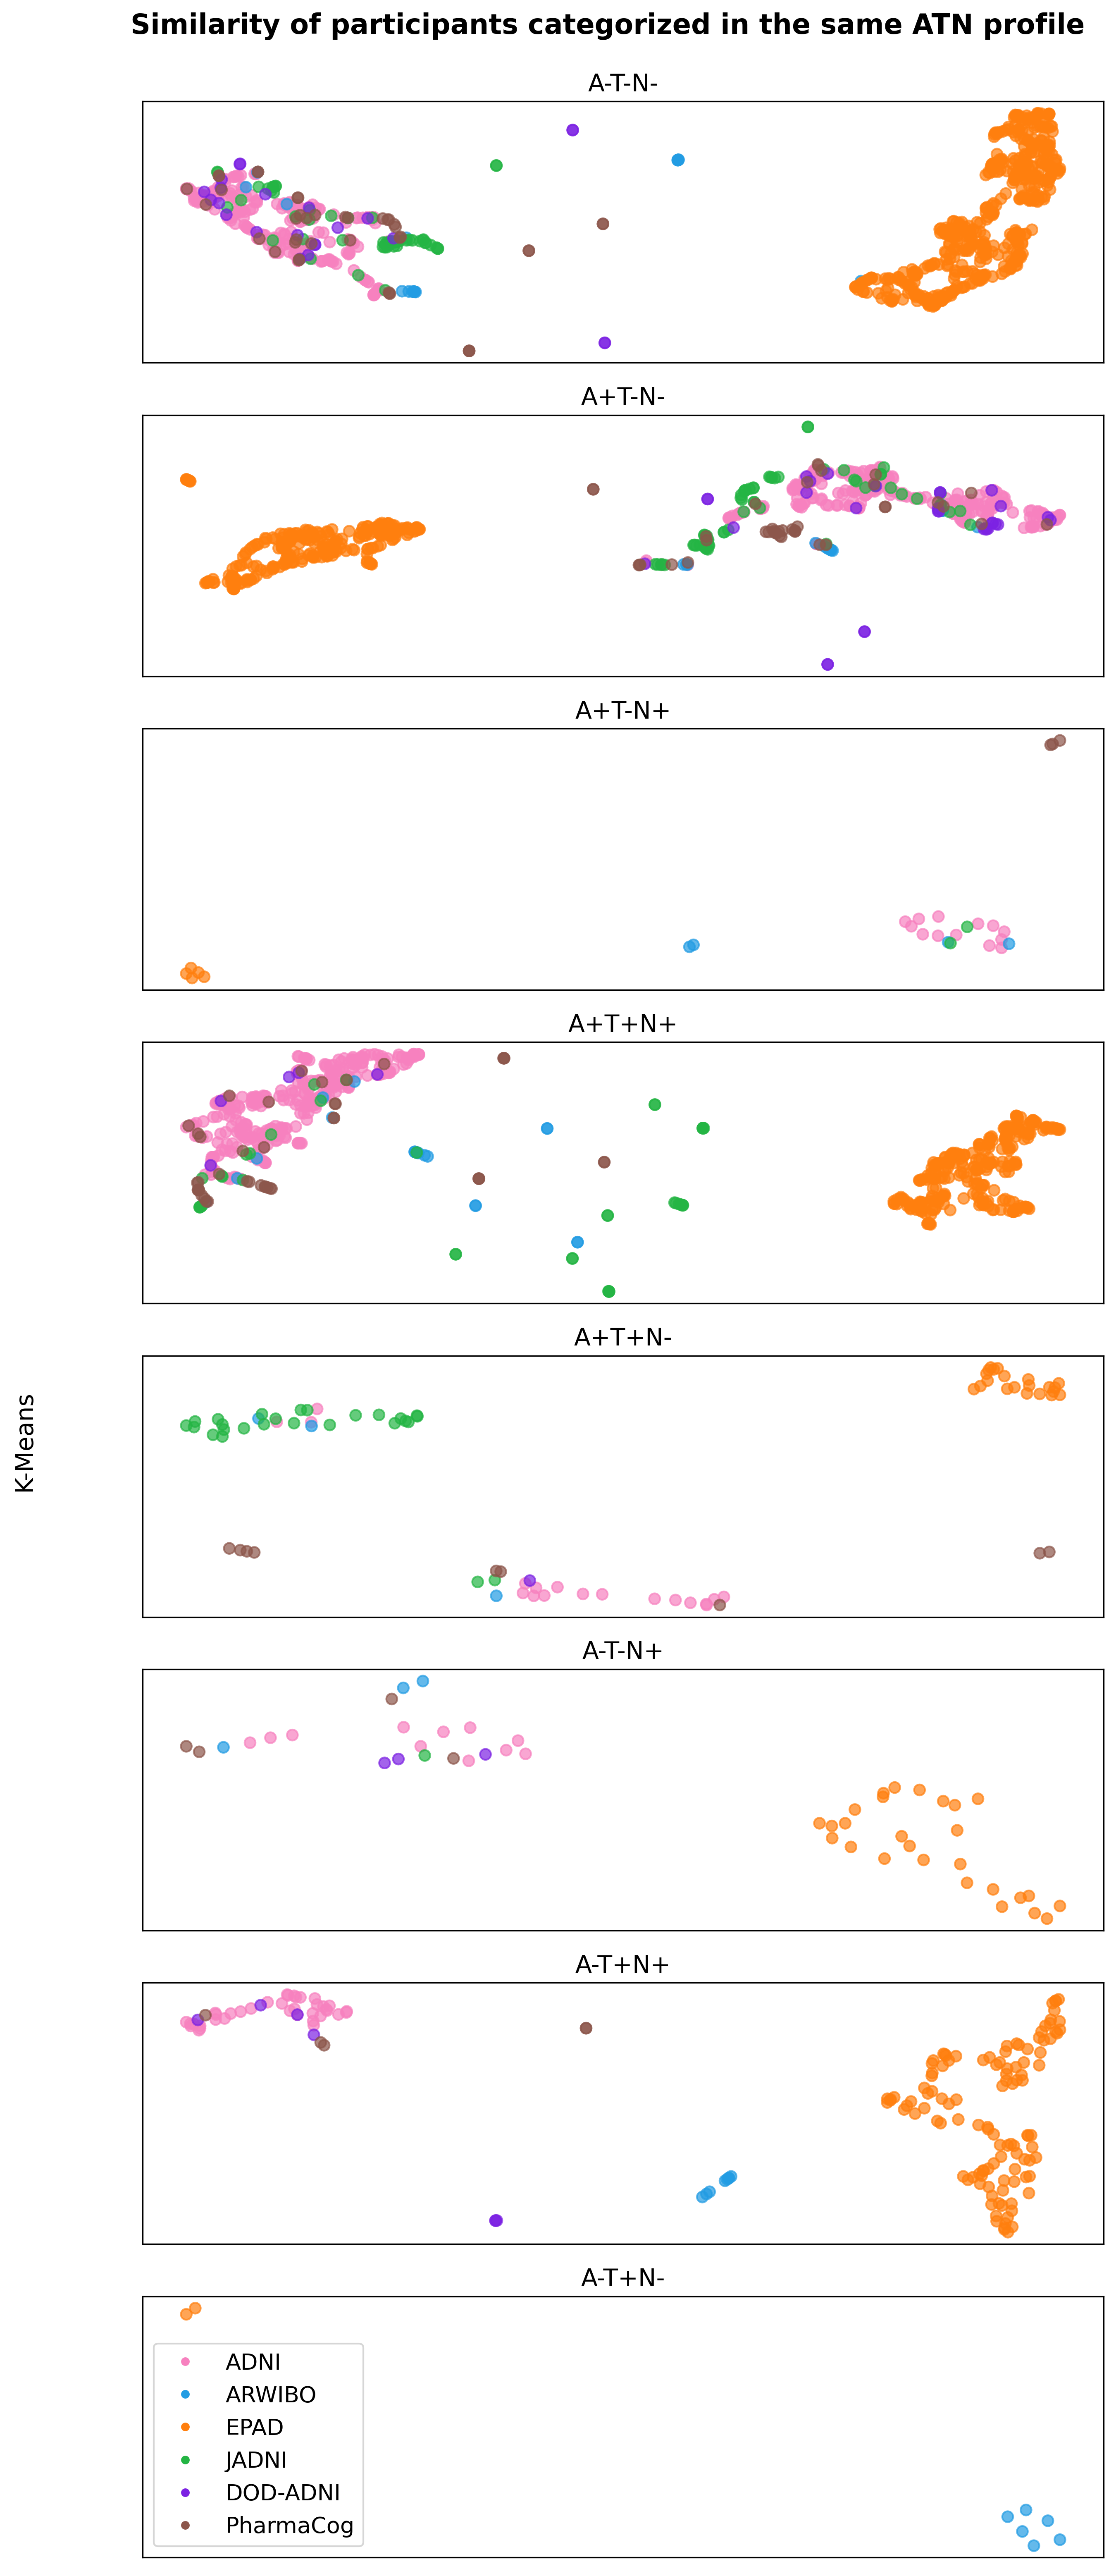 Similarity of participants categorized in the same ATN profile
A-T-N-
A+T-N-
A+T-N+
A+T+N+
A+T+N-
K-Means
A-T-N+
A-T+N+
A-T+N-
ADNI
ARWIBO
EPAD
JADNI
DOD-ADNI
PharmaCog